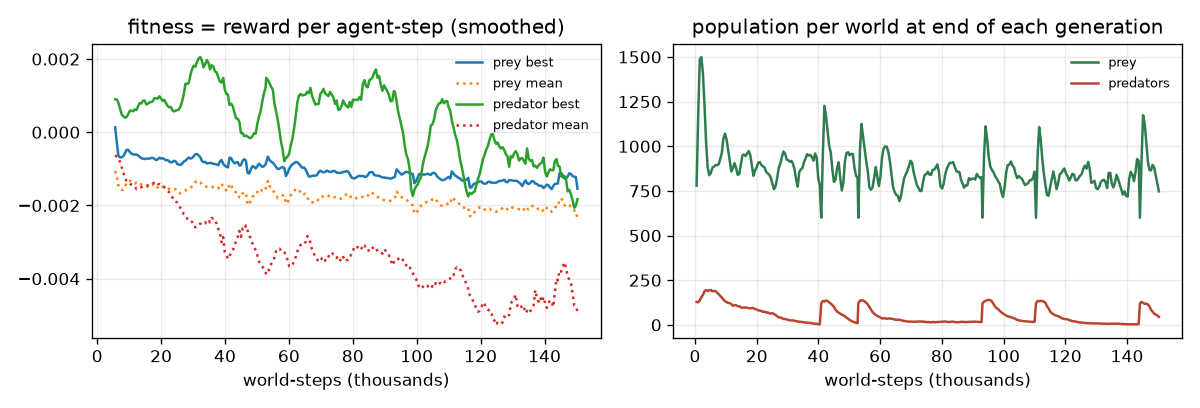 fitness = reward per agent-step (smoothed)
prey best
prey mean
predator best
predator mean
0.002
0.000
−0.002
−0.004
0 20 40 60 80 100 120 140
world-steps (thousands)
population per world at end of each generation
prey
predators
1500
1250
1000
750
500
250
0
0 20 40 60 80 100 120 140
world-steps (thousands)